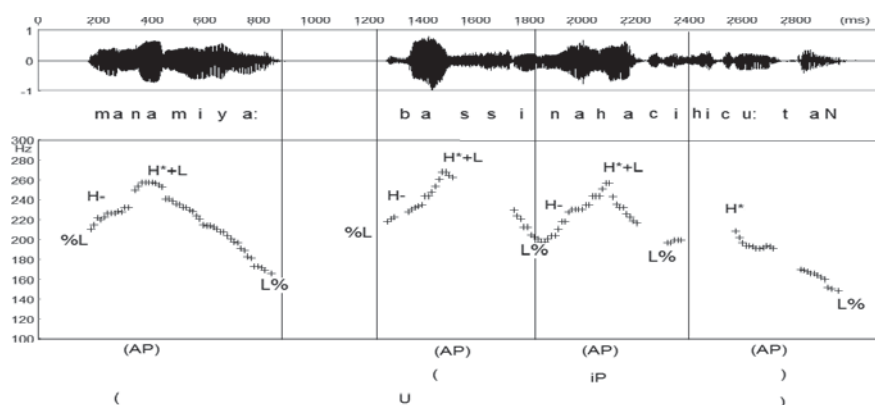 0 200 400 600 800 1000 1200 1400 1600 1800 2000 2200 2400 2600 2800 (ms)
1
0
-1
m a n a m i y a: b a s s i n a h a c i hi c u: t a N
300
Hz
280
260
240
220
200
180
160
140
120
100
%L H- H*+L L%
%L H- H*+L L%
H- H*+L L%
H* L%
(AP) (AP) (AP) (AP)
( iP )
( U )